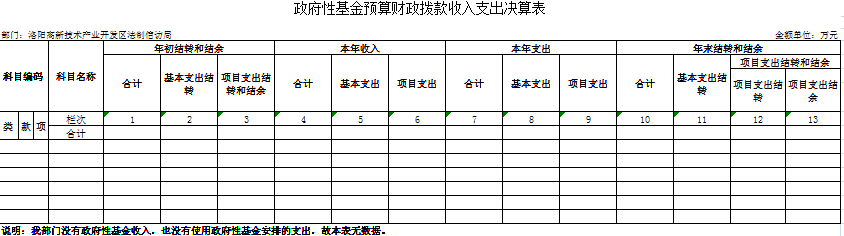 政府性基金预算财政拨款收入支出决算表
部门：洛阳高新技术产业开发区法制信访局 金额单位：万元
科目编码 科目名称 年初结转和结余 本年收入 本年支出 年末结转和结余
合计 基本支出结转 项目支出结转和结余 合计 基本支出 项目支出 合计 基本支出 项目支出 合计 基本支出结转 项目支出结转和结余
项目支出结转 项目支出结余
类 款 项 栏次 1 2 3 4 5 6 7 8 9 10 11 12 13
合计
说明：我部门没有政府性基金收入，也没有使用政府性基金安排的支出，故本表无数据。